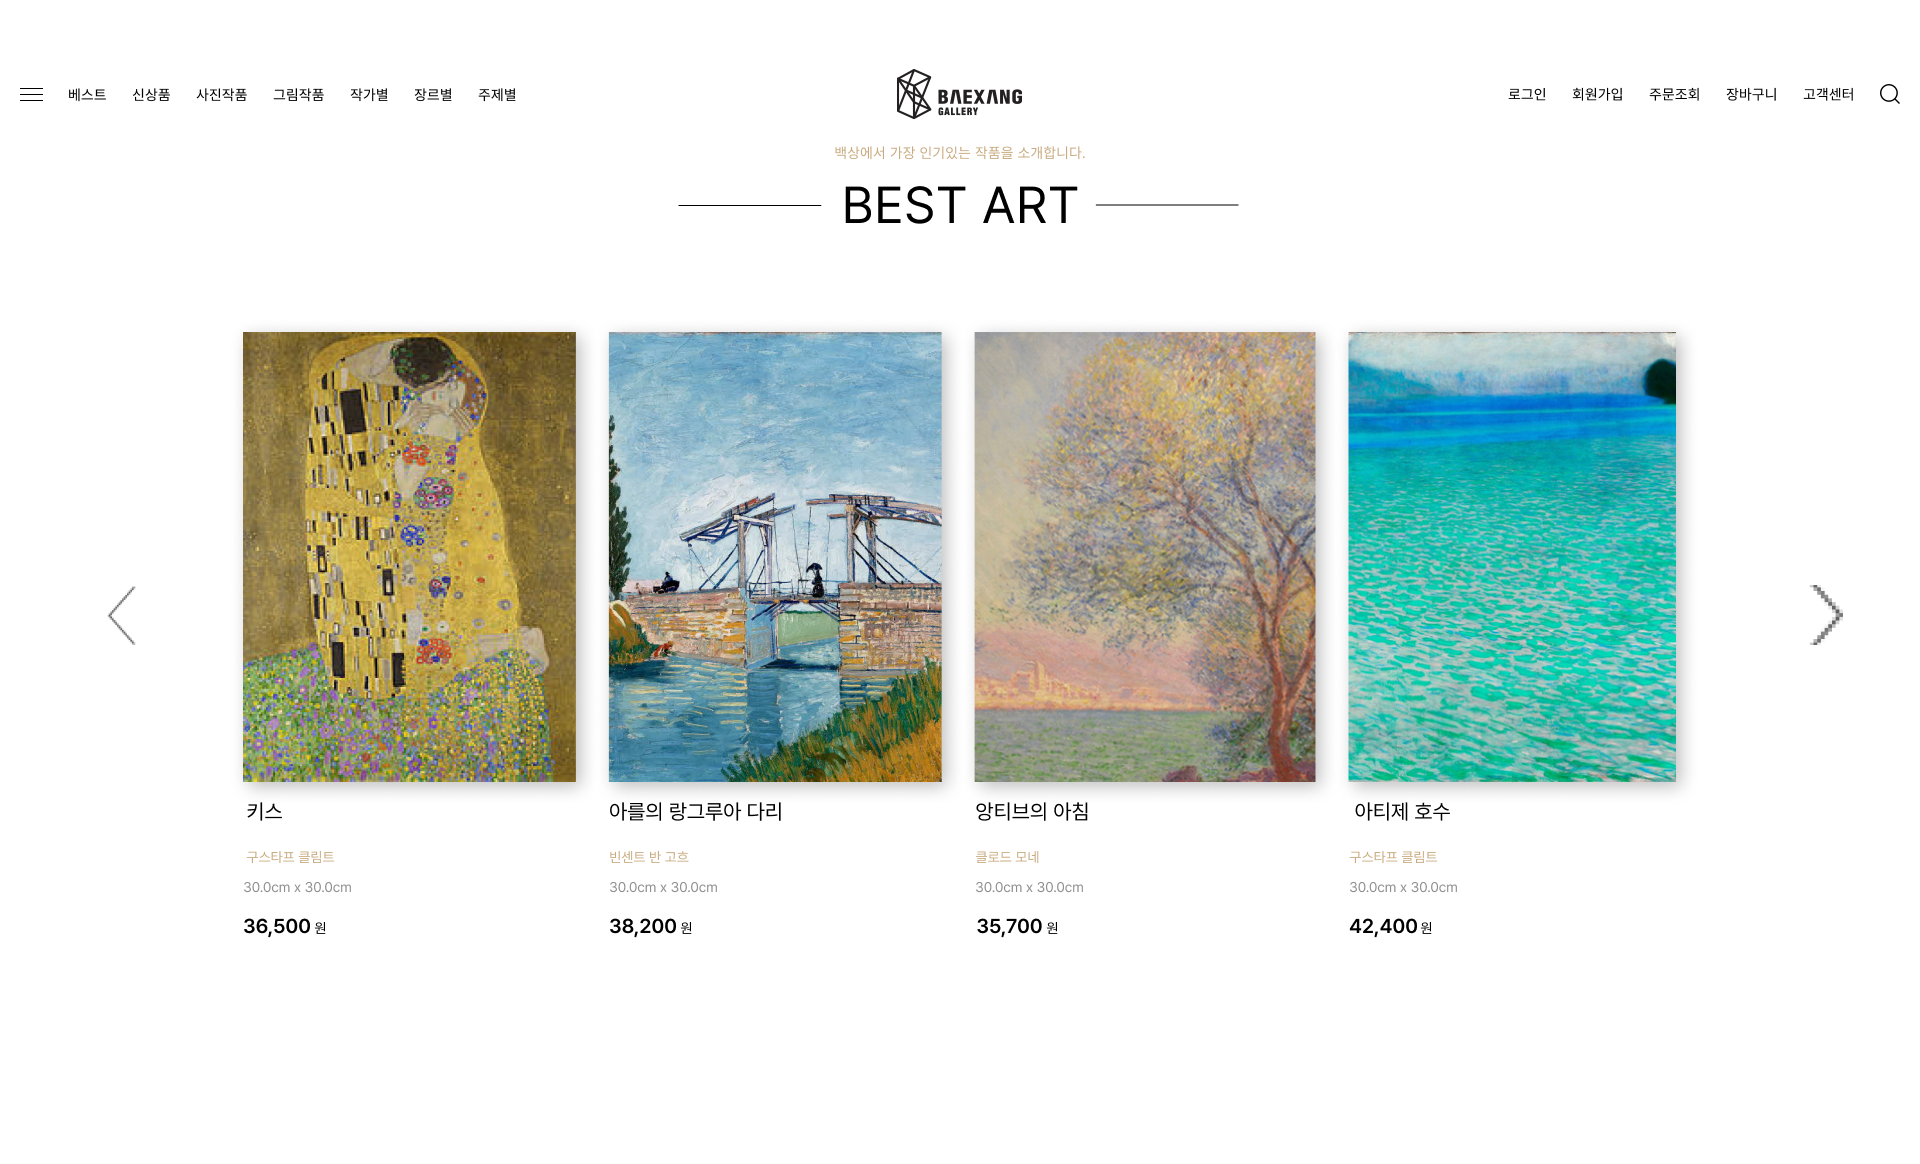 베스트 신상품 사진작품 그림작품 작가별 장르별 주제별
BAEXANG
GALLERY
로그인 회원가입 주문조회 장바구니 고객센터
백상에서 가장 인기있는 작품을 소개합니다.
BEST ART
키스
구스타프 클림트
30.0cm x 30.0cm
36,500 원
아를의 랑그루아 다리
빈센트 반 고흐
30.0cm x 30.0cm
38,200 원
앙티브의 아침
클로드 모네
30.0cm x 30.0cm
35,700 원
아티제 호수
구스타프 클림트
30.0cm x 30.0cm
42,400 원